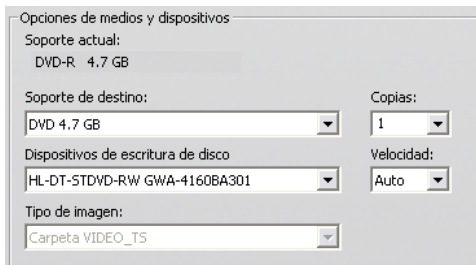 Opciones de medios y dispositivos
Soporte actual:
DVD-R 4.7 GB
Soporte de destino:
Copias:
DVD 4.7 GB
1
Dispositivos de escritura de disco
Velocidad:
HL-DT-STDVD-RW GWA-4160BA301
Auto
Tipo de imagen:
Carpeta VIDEO_TS